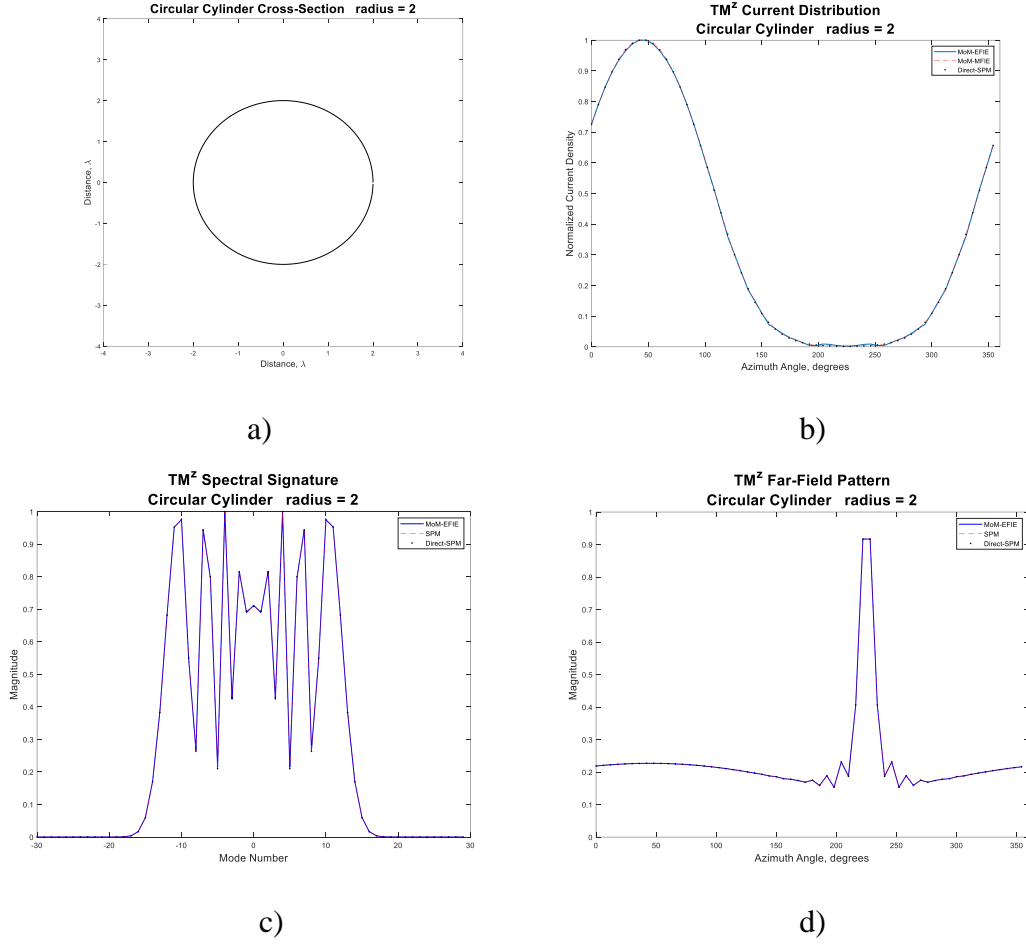 Circular Cylinder Cross-Section radius = 2
4
3
2
1
0
-1
-2
-3
-4
Distance, λ
-4 -3 -2 -1 0 1 2 3 4
Distance, λ
a)
TM^z Current Distribution
Circular Cylinder radius = 2
1
0.9
0.8
0.7
0.6
0.5
0.4
0.3
0.2
0.1
0
Normalized Current Density
0 50 100 150 200 250 300 350
Azimuth Angle, degrees
MoM-EFIE
MoM-MFIE
Direct-SPM
b)
TM^z Spectral Signature
Circular Cylinder radius = 2
1
0.9
0.8
0.7
0.6
0.5
0.4
0.3
0.2
0.1
0
Magnitude
-30 -20 -10 0 10 20 30
Mode Number
MoM-EFIE
SPM
Direct-SPM
c)
TM^z Far-Field Pattern
Circular Cylinder radius = 2
1
0.9
0.8
0.7
0.6
0.5
0.4
0.3
0.2
0.1
0
Magnitude
0 50 100 150 200 250 300 350
Azimuth Angle, degrees
MoM-EFIE
SPM
Direct-SPM
d)